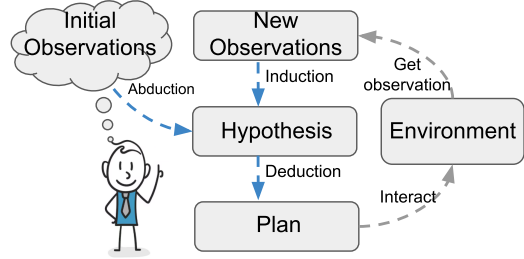 Initial
Observations
New
Observations
Abduction
Induction
Get
observation
Hypothesis
Environment
Deduction
Interact
Plan